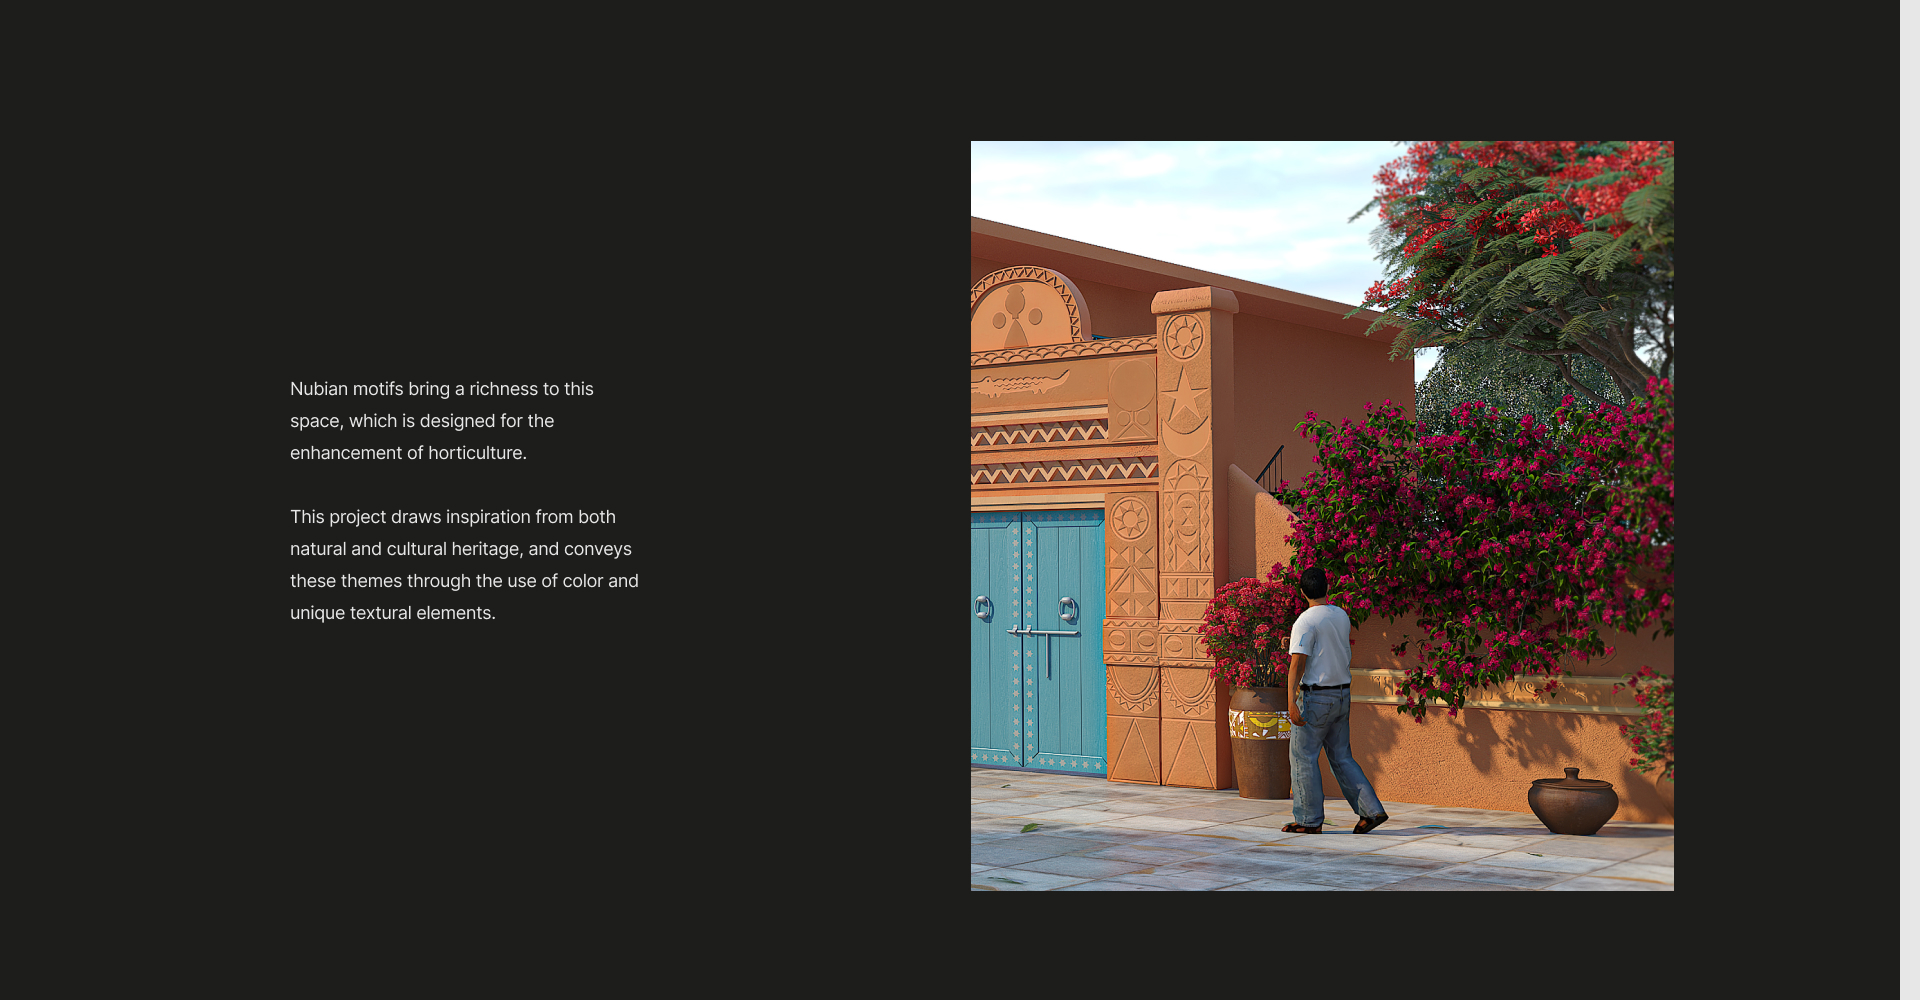 Nubian motifs bring a richness to this
space, which is designed for the
enhancement of horticulture.
This project draws inspiration from both
natural and cultural heritage, and conveys
these themes through the use of color and
unique textural elements.